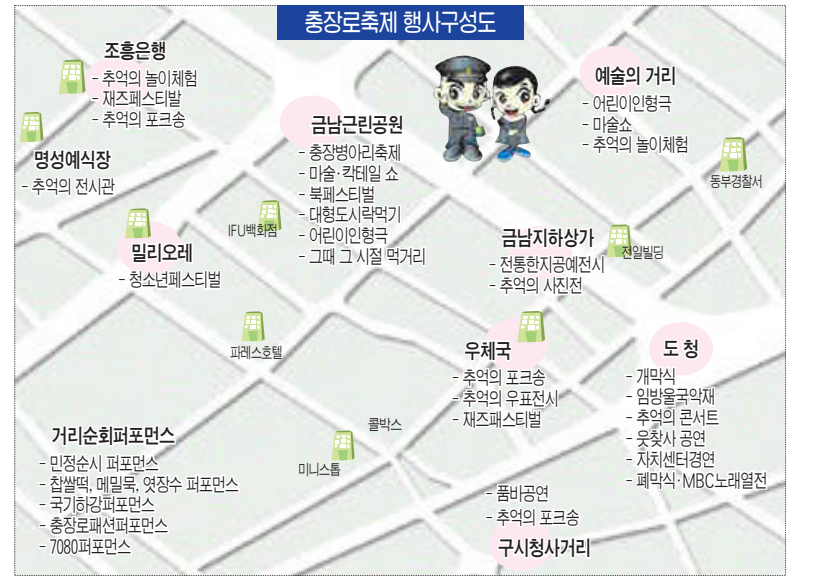 충장로축제 행사구성도
조흥은행
- 추억의 놀이체험
- 재즈페스티발
- 추억의 포크송
명성예식장
- 추억의 전시관
밀리오레
- 청소년페스티벌
IFU백화점
금남근린공원
- 충장병아리축제
- 마술·칵테일 쇼
- 북페스티벌
- 대형도시락먹기
- 어린이인형극
- 그때 그 시절 먹거리
예술의 거리
- 어린이인형극
- 마술쇼
- 추억의 놀이체험
동부경찰서
금남지하상가
- 전통한지공예전시
- 추억의 사진전
전일빌딩
파레스호텔
우체국
- 추억의 포크송
- 추억의 우표전시
- 재즈패스티벌
도 청
- 개막식
- 임방울국악재
- 추억의 콘서트
- 웃찾사 공연
- 자치센터경연
- 폐막식·MBC노래열전
콜박스
미니스톱
거리순회퍼포먼스
- 민정순시 퍼포먼스
- 찹쌀떡, 메밀묵, 엿장수 퍼포먼스
- 국기하강퍼포먼스
- 충장로패션퍼포먼스
- 7080퍼포먼스
- 품바공연
- 추억의 포크송
구시청사거리